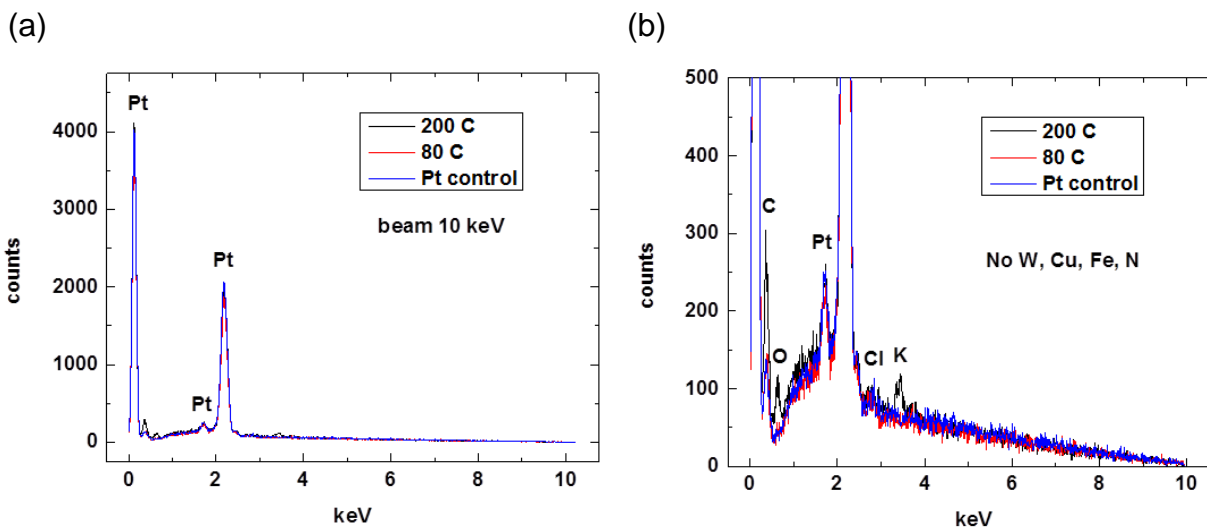 (a)
Pt
200 C
80 C
Pt control
beam 10 keV
Pt
Pt
counts
4000
3000
2000
1000
0
0 2 4 6 8 10
keV
(b)
500
400
300
200
100
0
counts
200 C
80 C
Pt control
C
Pt
No W, Cu, Fe, N
O
Cl
K
0 2 4 6 8 10
keV